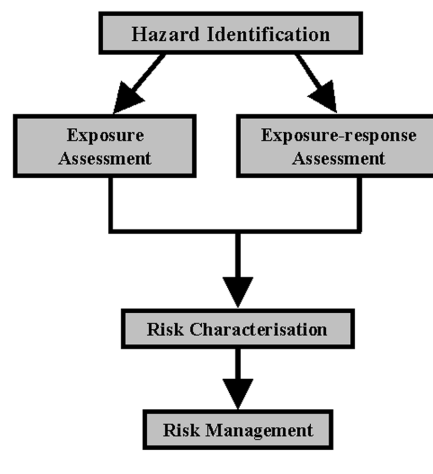 Hazard Identification
Exposure
Assessment
Exposure-response
Assessment
Risk Characterisation
Risk Management